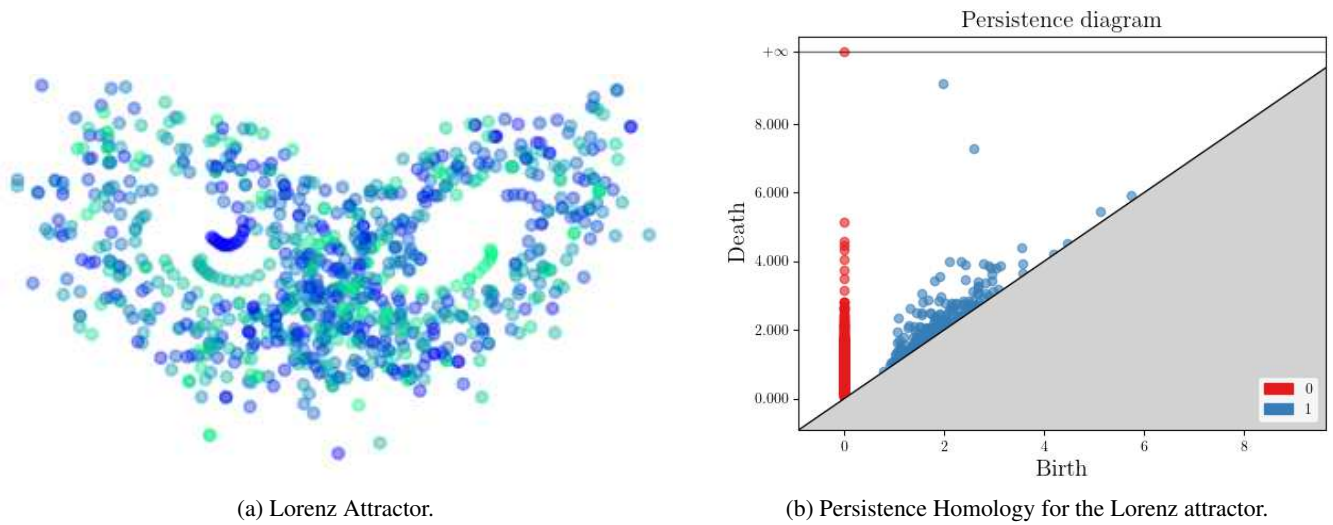 Persistence diagram
+∞
8.000
6.000
4.000
2.000
0.000
Death
0
2
4
6
8
Birth
0
1
(a) Lorenz Attractor.
(b) Persistence Homology for the Lorenz attractor.